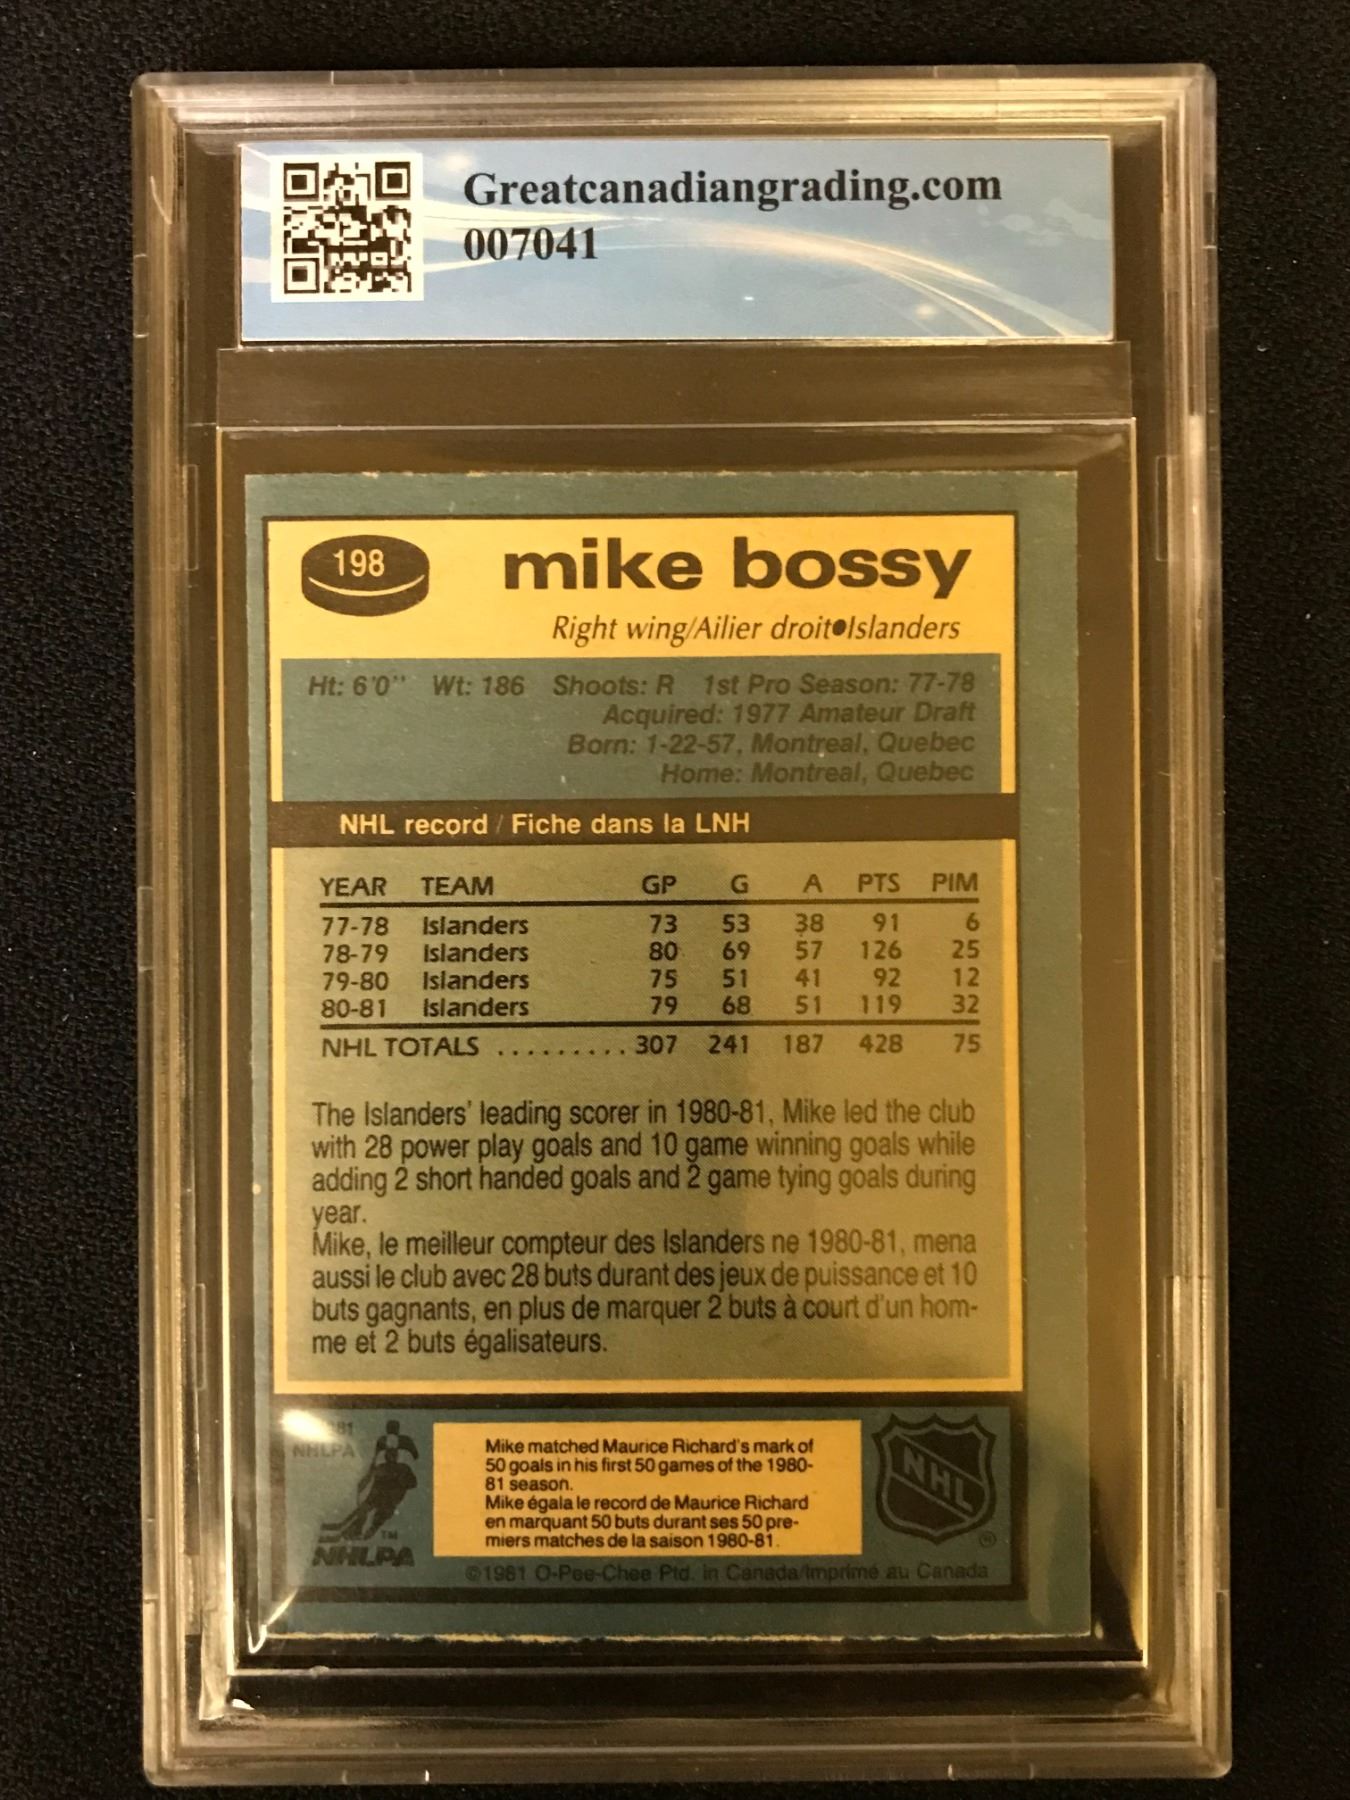 Greatcanadiangrading.com
007041
198
mike bossy
Right wing/Ailier droit●Islanders
Ht: 6'0'' Wt: 186 Shoots: R 1st Pro Season: 77-78
Acquired: 1977 Amateur Draft
Born: 1-22-57, Montreal, Quebec
Home: Montreal, Quebec
NHL record / Fiche dans la LNH
YEAR TEAM GP G A PTS PIM
77-78 Islanders 73 53 38 91 6
78-79 Islanders 80 69 57 126 25
79-80 Islanders 75 51 41 92 12
80-81 Islanders 79 68 51 119 32
NHL TOTALS .......... 307 241 187 428 75
The Islanders' leading scorer in 1980-81, Mike led the club
with 28 power play goals and 10 game winning goals while
adding 2 short handed goals and 2 game tying goals during
year.
Mike, le meilleur compteur des Islanders ne 1980-81, mena
aussi le club avec 28 buts durant des jeux de puissance et 10
buts gagnants, en plus de marquer 2 buts à court d'un hom-
me et 2 buts égalisateurs.
81
NHLPA
TM
NHLPA
Mike matched Maurice Richard's mark of
50 goals in his first 50 games of the 1980-
81 season.
Mike égala le record de Maurice Richard
en marquant 50 buts durant ses 50 pre-
miers matches de la saison 1980-81.
NHL
®
©1981 O-Pee-Chee Ptd. in Canada/Imprimé au Canada